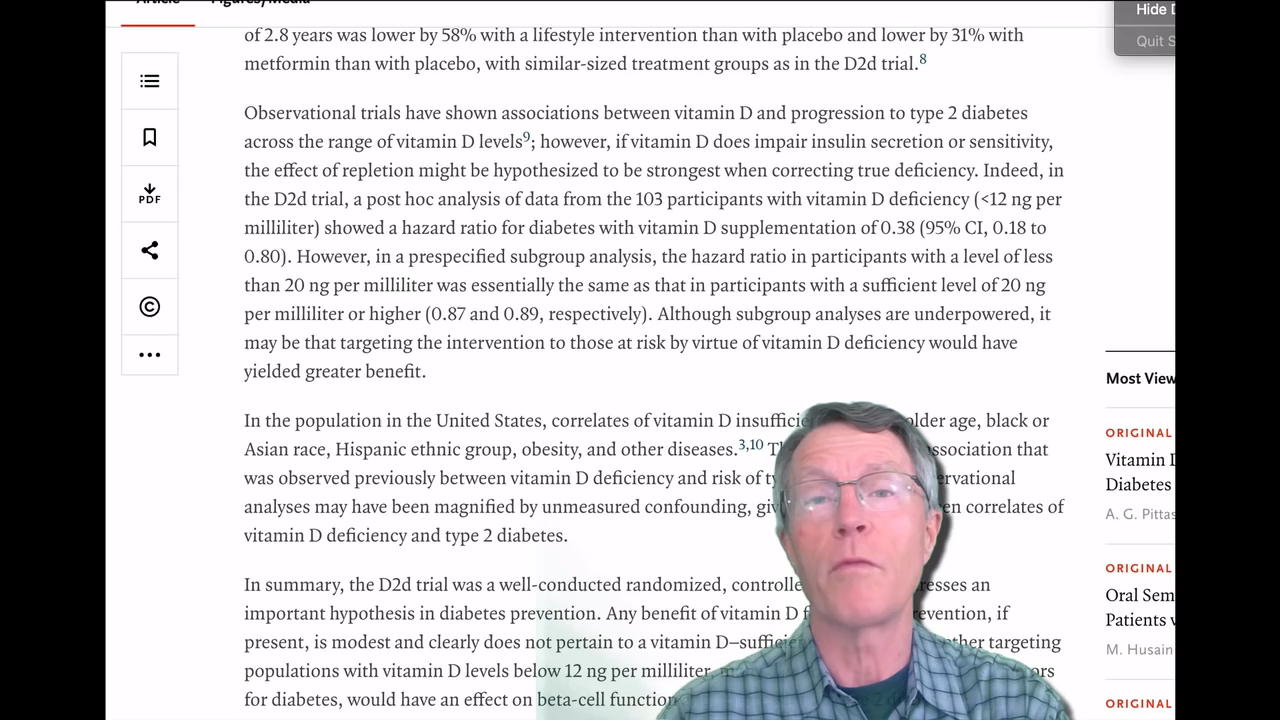 Hide
Quit S
of 2.8 years was lower by 58% with a lifestyle intervention than with placebo and lower by 31% with
metformin than with placebo, with similar-sized treatment groups as in the D2d trial.8
Observational trials have shown associations between vitamin D and progression to type 2 diabetes
across the range of vitamin D levels9; however, if vitamin D does impair insulin secretion or sensitivity,
the effect of repletion might be hypothesized to be strongest when correcting true deficiency. Indeed, in
the D2d trial, a post hoc analysis of data from the 103 participants with vitamin D deficiency (<12 ng per
milliliter) showed a hazard ratio for diabetes with vitamin D supplementation of 0.38 (95% CI, 0.18 to
0.80). However, in a prespecified subgroup analysis, the hazard ratio in participants with a level of less
than 20 ng per milliliter was essentially the same as that in participants with a sufficient level of 20 ng
per milliliter or higher (0.87 and 0.89, respectively). Although subgroup analyses are underpowered, it
may be that targeting the intervention to those at risk by virtue of vitamin D deficiency would have
yielded greater benefit.
In the population in the United States, correlates of vitamin D insufficie older age, black or
Asian race, Hispanic ethnic group, obesity, and other diseases.3,10 Th association that
was observed previously between vitamin D deficiency and risk of ty ervational
analyses may have been magnified by unmeasured confounding, giv en correlates of
vitamin D deficiency and type 2 diabetes.
In summary, the D2d trial was a well-conducted randomized, controlle resses an
important hypothesis in diabetes prevention. Any benefit of vitamin D f revention, if
present, is modest and clearly does not pertain to a vitamin D–suffici ther targeting
populations with vitamin D levels below 12 ng per milliliter, ors
for diabetes, would have an effect on beta-cell function
PDF
Most View
ORIGINAL
Vitamin D
Diabetes
A. G. Pittas
ORIGINAL
Oral Sem
Patients v
M. Husain
ORIGINAL